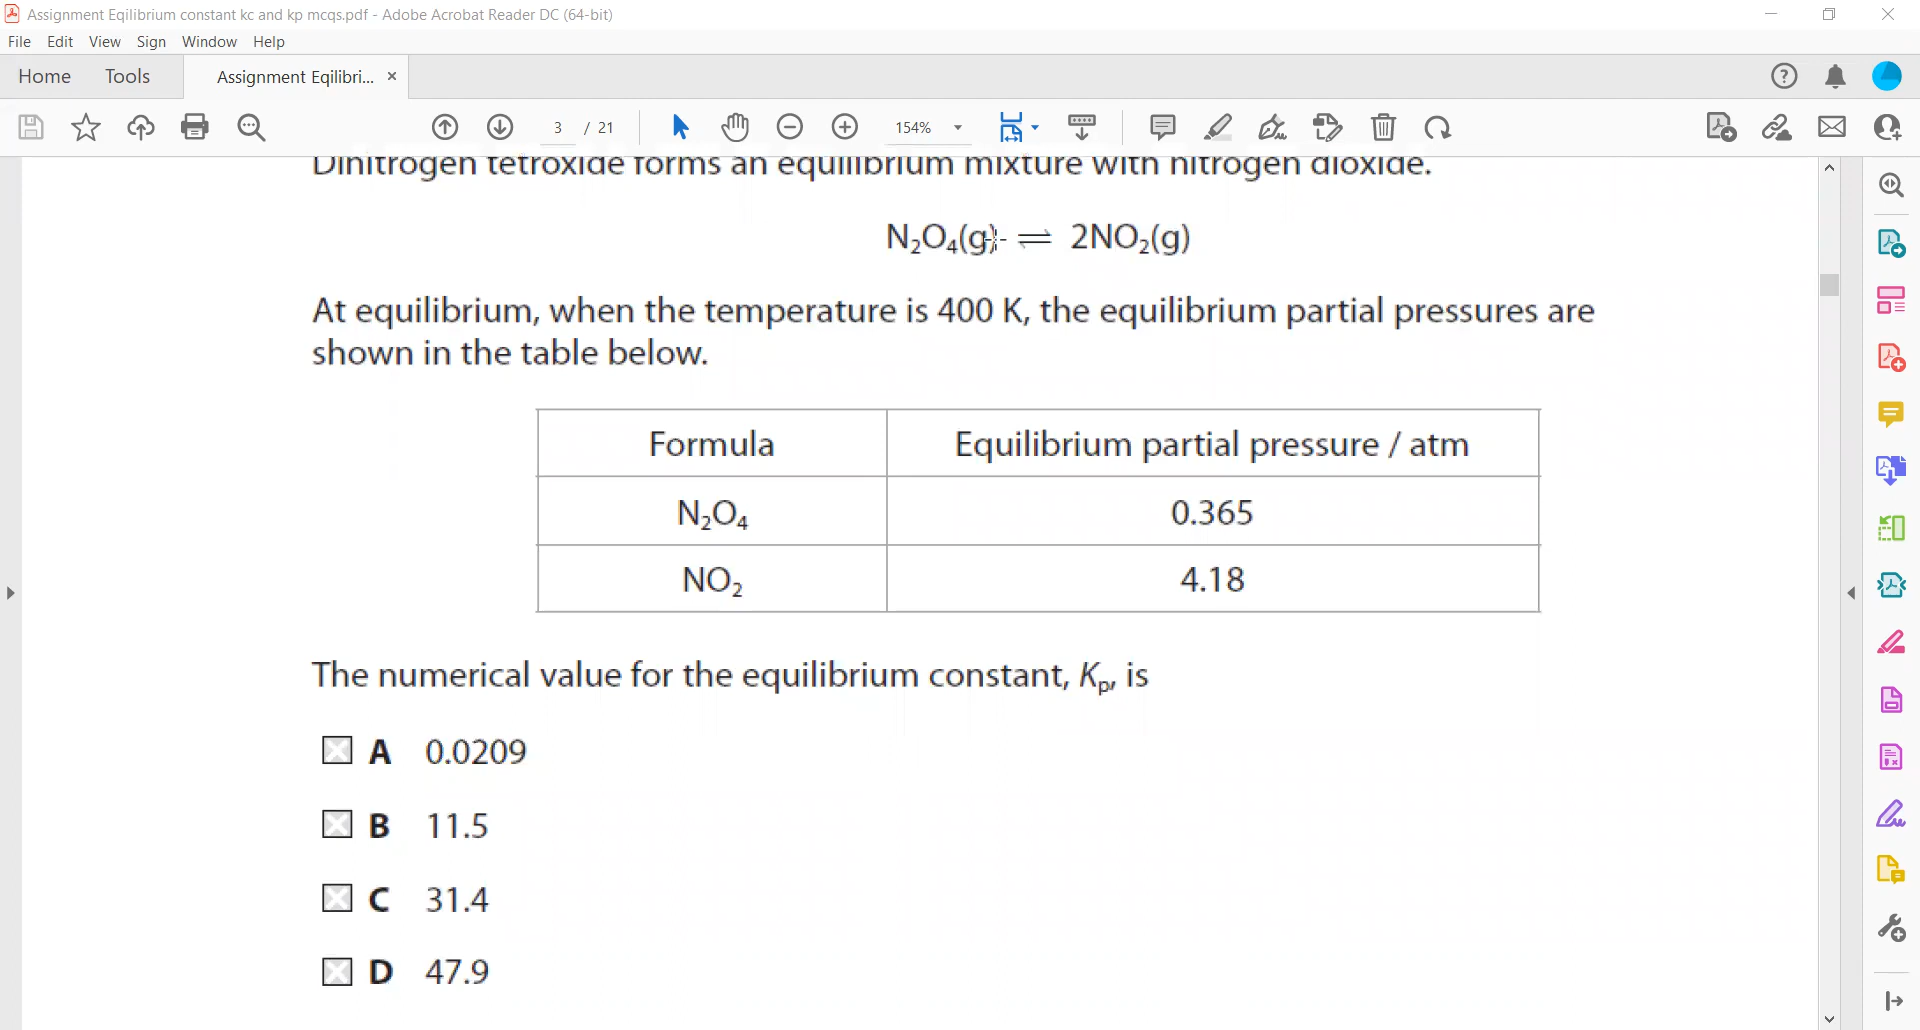 Assignment Eqilibrium constant kc and kp mcqs.pdf - Adobe Acrobat Reader DC (64-bit)
File Edit View Sign Window Help
Home Tools Assignment Eqilibri... ×
3 / 21 154%
Dinitrogen tetroxide forms an equilibrium mixture with nitrogen dioxide.
N₂O₄(g) ⇌ 2NO₂(g)
At equilibrium, when the temperature is 400 K, the equilibrium partial pressures are
shown in the table below.
Formula Equilibrium partial pressure / atm
N₂O₄ 0.365
NO₂ 4.18
The numerical value for the equilibrium constant, Kₚ, is
A 0.0209
B 11.5
C 31.4
D 47.9